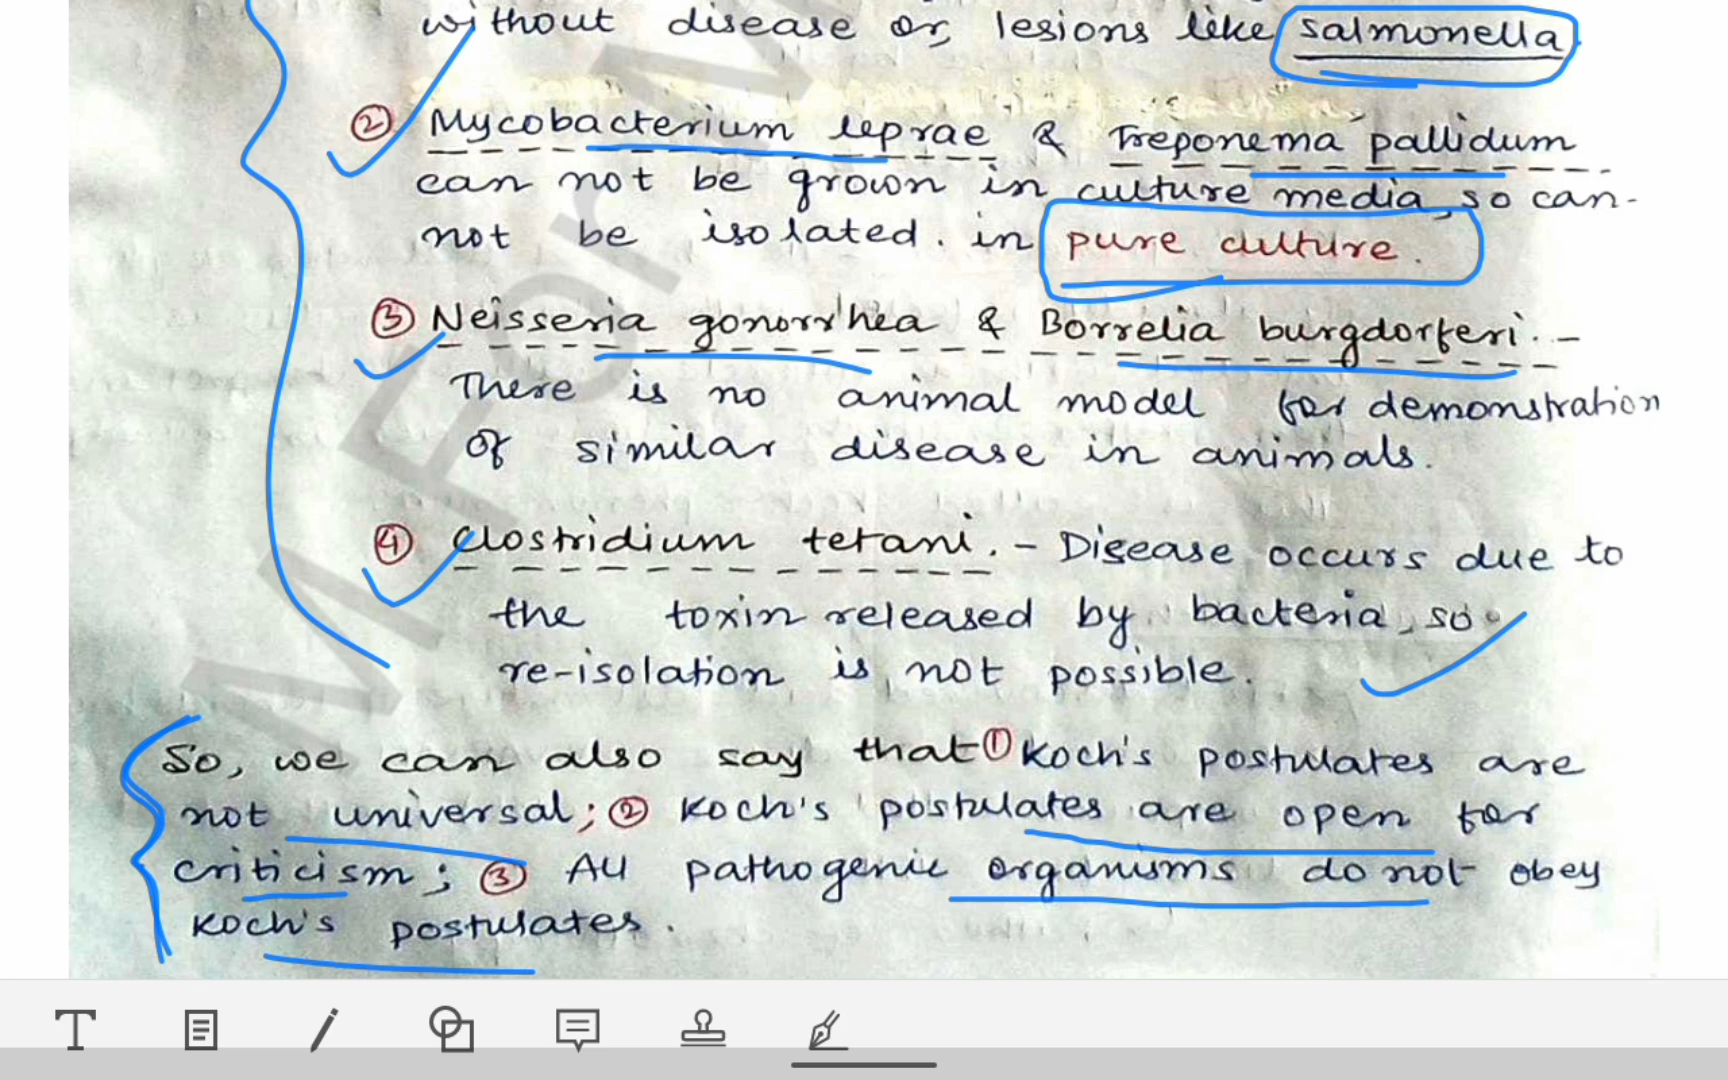 without disease or, lesions like salmonella.
② Mycobacterium leprae & Treponema pallidum
can not be grown in culture media, so can-
not be isolated. in pure culture.
③ Neisseria gonorrhea & Borrelia burgdorferi. -
There is no animal model for demonstration
of similar disease in animals.
④ Clostridium tetani. - Disease occurs due to
the toxin released by bacteria, so
re-isolation is not possible.
So, we can also say that ① Koch's postulates are
not universal; ② Koch's postulates are open for
criticism; ③ All pathogenic organisms do not obey
Koch's postulates.